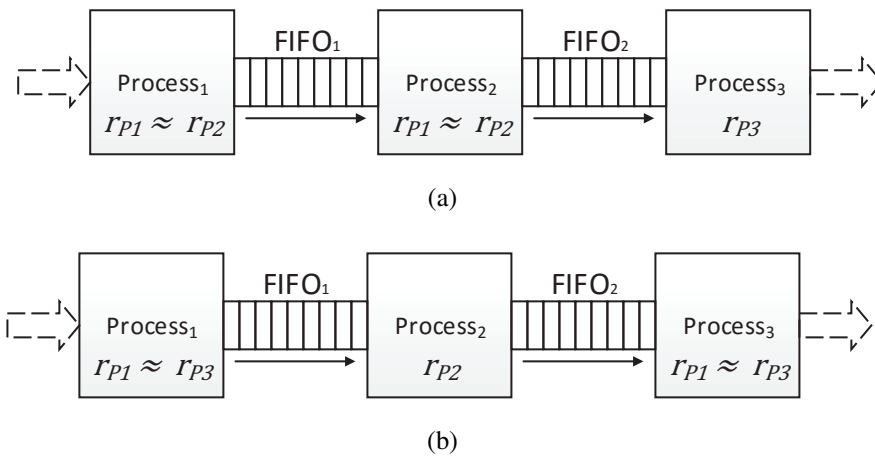 FIFO₁ FIFO₂
Process₁ Process₂ Process₃
r_P1 ≈ r_P2 r_P1 ≈ r_P2 r_P3
(a)
FIFO₁ FIFO₂
Process₁ Process₂ Process₃
r_P1 ≈ r_P3 r_P2 r_P1 ≈ r_P3
(b)